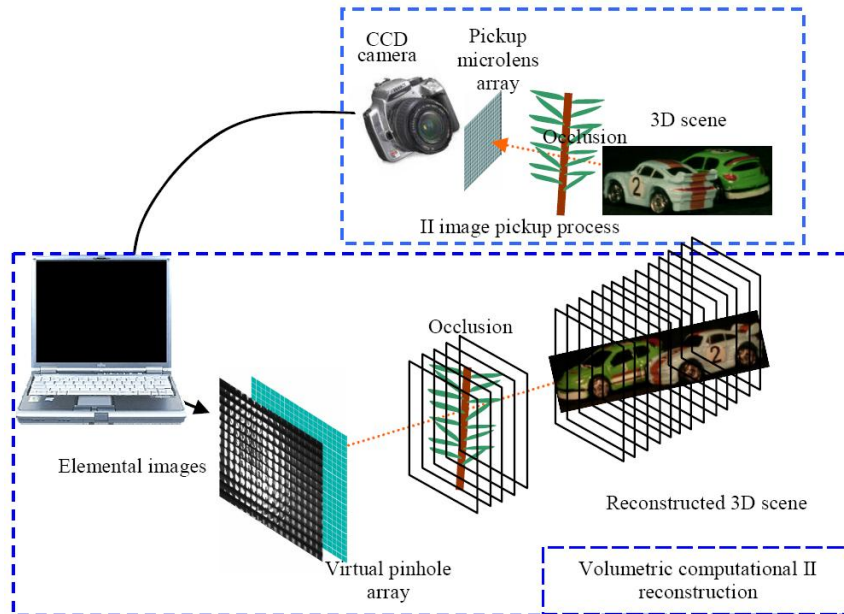 CCD
camera
Pickup
microlens
array
Occlusion
3D scene
2
II image pickup process
Occlusion
2
Elemental images
Reconstructed 3D scene
Virtual pinhole
array
Volumetric computational II
reconstruction